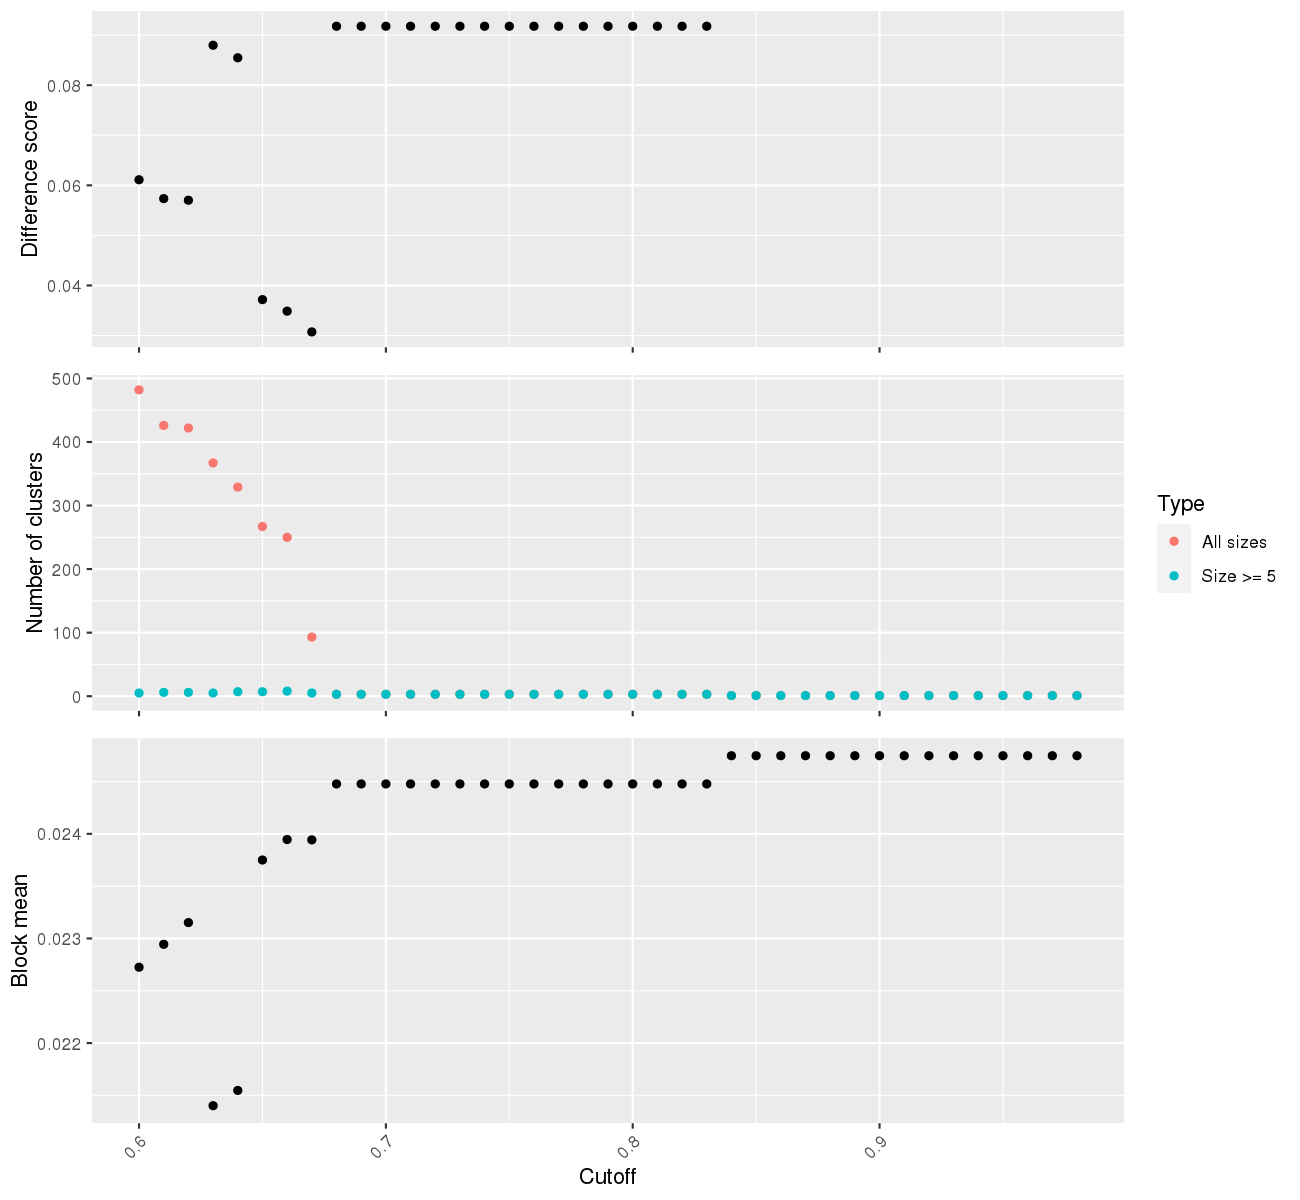 Difference score
0.08
0.06
0.04
Number of clusters
500
400
300
200
100
0
Type
All sizes
Size >= 5
Block mean
0.024
0.023
0.022
0.6
0.7
0.8
0.9
Cutoff